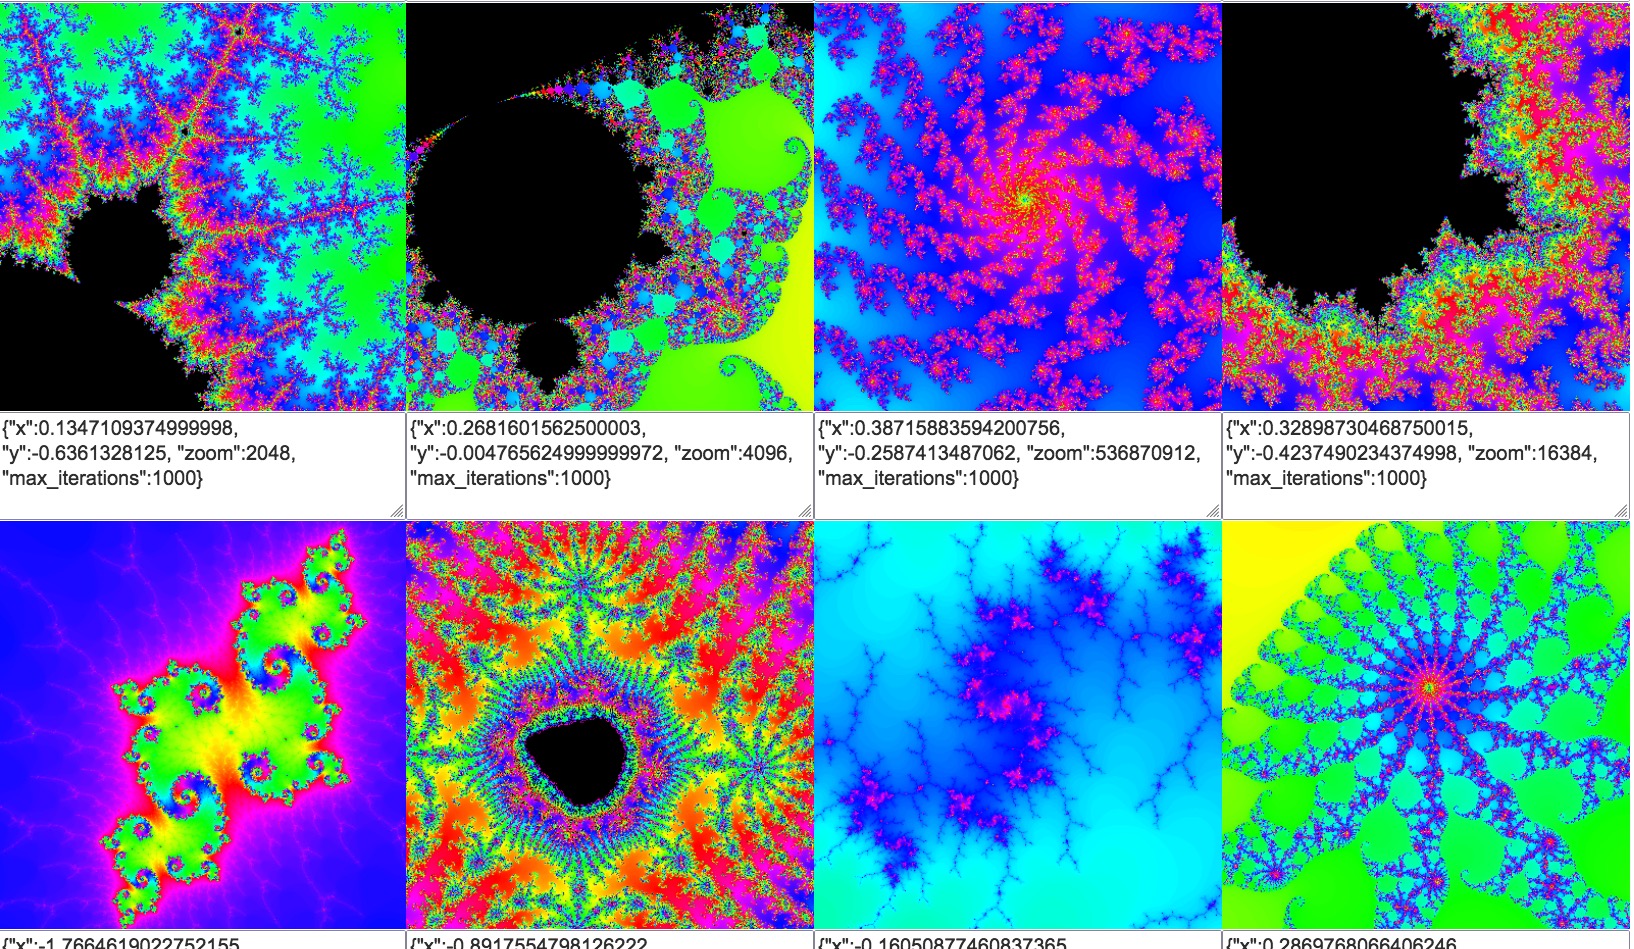 {"x":0.1347109374999998,
"y":-0.6361328125, "zoom":2048,
"max_iterations":1000}
{"x":0.2681601562500003,
"y":-0.004765624999999972, "zoom":4096,
"max_iterations":1000}
{"x":0.38715883594200756,
"y":-0.2587413487062, "zoom":536870912,
"max_iterations":1000}
{"x":0.32898730468750015,
"y":-0.4237490234374998, "zoom":16384,
"max_iterations":1000}
{"x":-1.7664619022752155,
{"x":-0.89175547981262​22,
{"x":-0.16050877460837365,
{"x":0.2869768066406246,